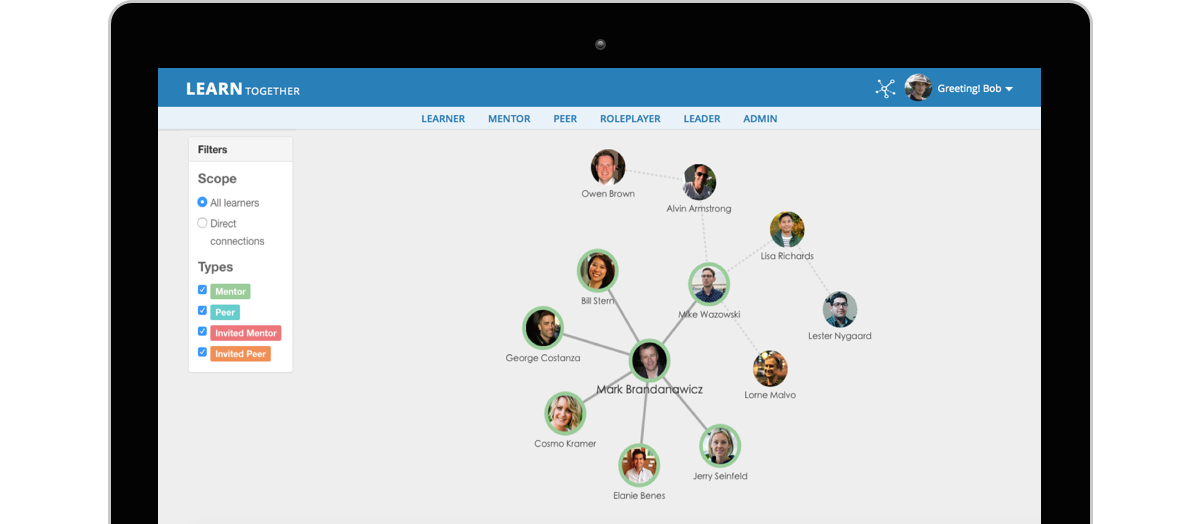 LEARN TOGETHER
Greeting! Bob
LEARNER MENTOR PEER ROLEPLAYER LEADER ADMIN
Filters
Scope
All learners
Direct
connections
Types
Mentor
Peer
Invited Mentor
Invited Peer
Owen Brown
Alvin Armstrong
Lisa Richards
Bill Stern
Mike Wazowski
Lester Nygaard
George Costanza
Mark Brandanawicz
Lorne Malvo
Cosmo Kramer
Jerry Seinfeld
Elanie Benes